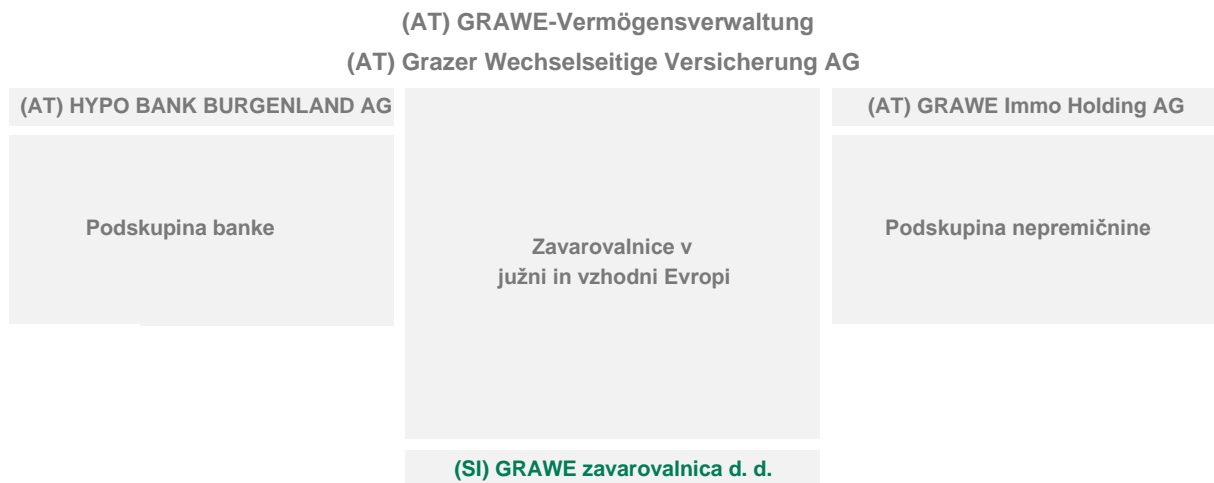 (AT) GRAWE-Vermögensverwaltung
(AT) Grazer Wechselseitige Versicherung AG
(AT) HYPO BANK BURGENLAND AG
(AT) GRAWE Immo Holding AG
Podskupina banke
Zavarovalnice v
južni in vzhodni Evropi
Podskupina nepremičnine
(SI) GRAWE zavarovalnica d. d.